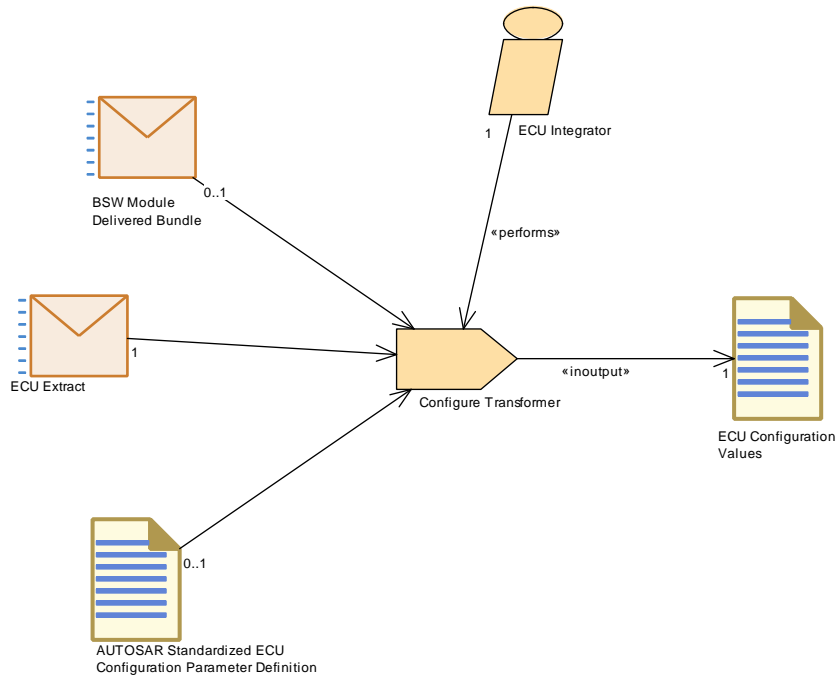 1
ECU Integrator
0..1
BSW Module
Delivered Bundle
«performs»
1
ECU Extract
Configure Transformer
«inoutput»
1
ECU Configuration
Values
0..1
AUTOSAR Standardized ECU
Configuration Parameter Definition